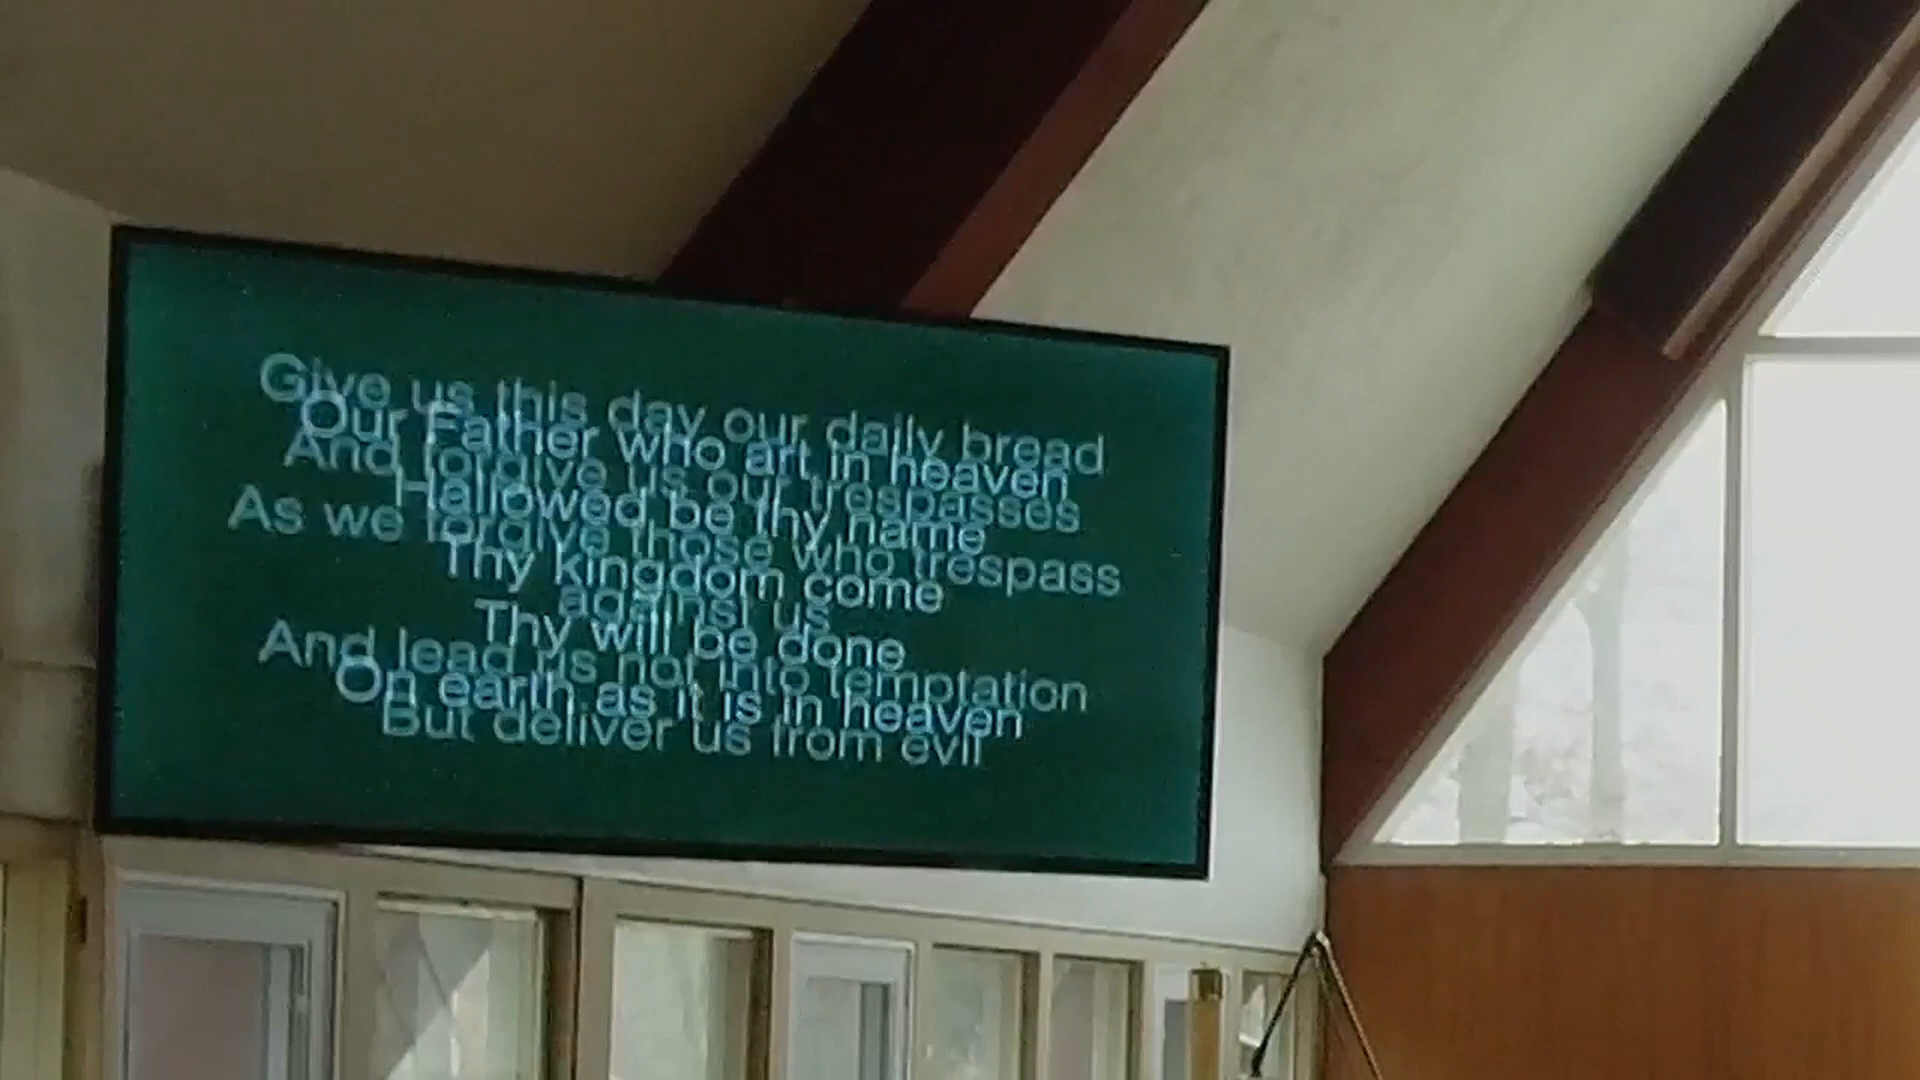 Give us this day our daily bread
Our Father who art in heaven
And forgive us our trespasses
Hallowed be thy name
As we forgive those who trespass
Thy kingdom come
against us
Thy will be done
And lead us not into temptation
On earth as it is in heaven
But deliver us from evil